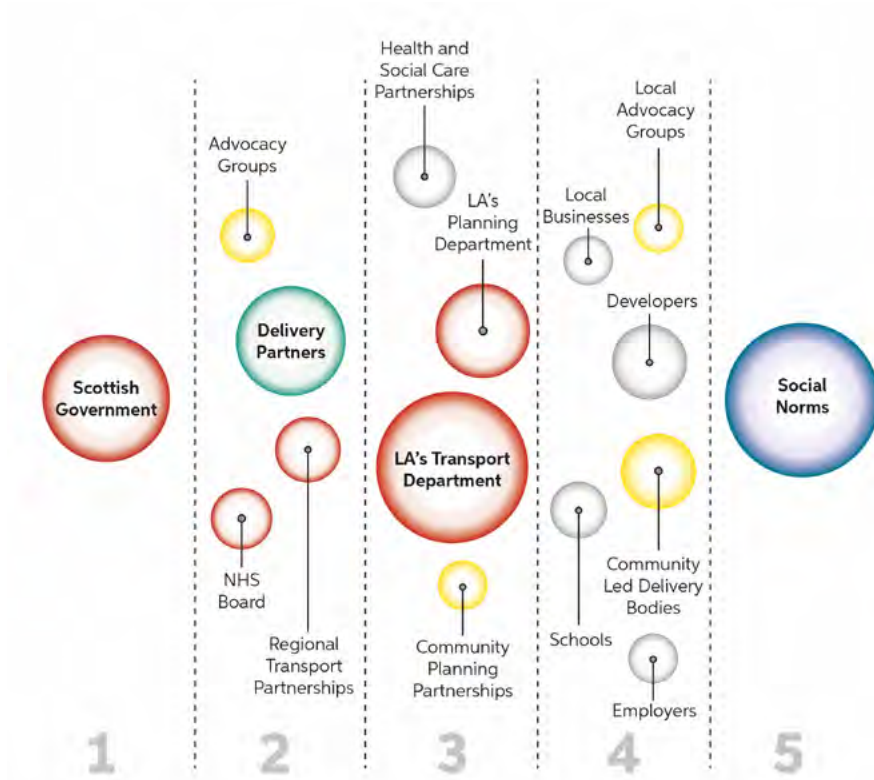 Scottish
Government
Advocacy
Groups
Delivery
Partners
NHS
Board
Regional
Transport
Partnerships
Health and
Social Care
Partnerships
LA's
Planning
Department
LA's Transport
Department
Community
Planning
Partnerships
Local
Advocacy
Groups
Local
Businesses
Developers
Community
Led Delivery
Bodies
Schools
Employers
Social
Norms
1 2 3 4 5